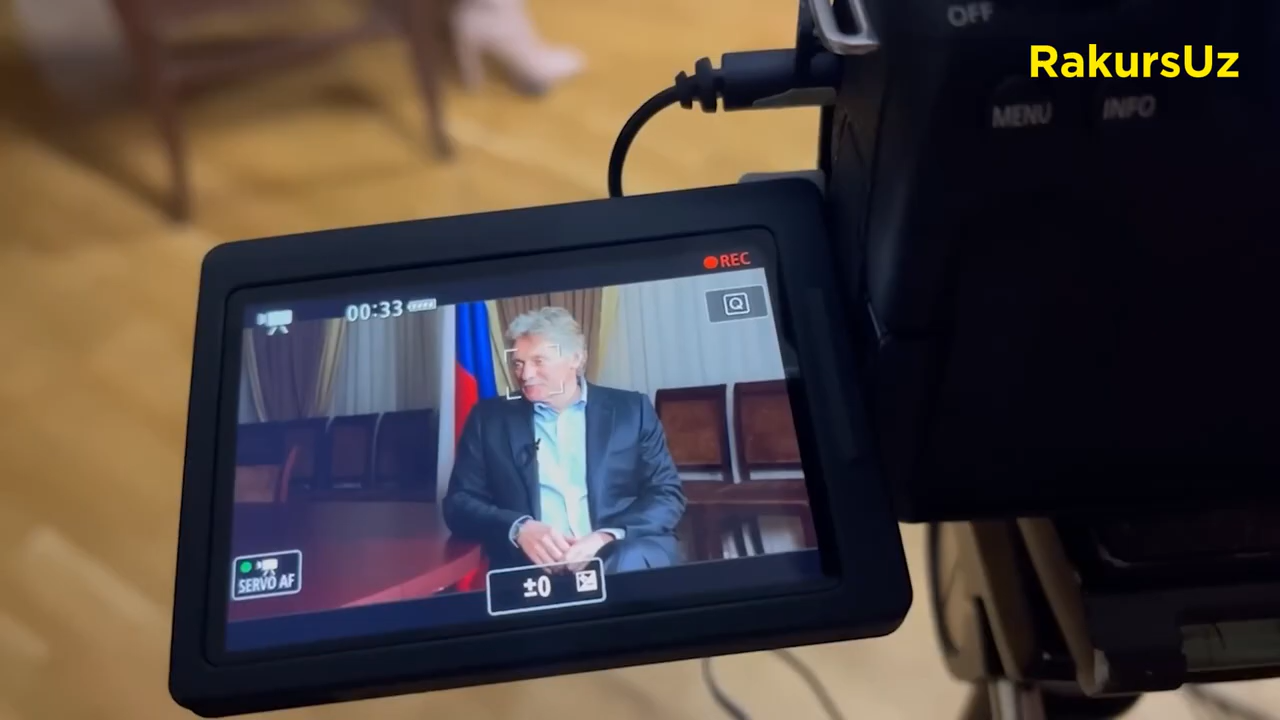 OFF
RakursUz
MENU INFO
REC
00:33
Q
SERVO AF
±0